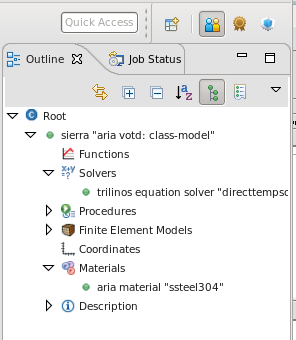 Quick Access
Outline
Job Status
Root
sierra "aria votd: class-model"
Functions
Solvers
trilinos equation solver "directtempsc
Procedures
Finite Element Models
Coordinates
Materials
aria material "ssteel304"
Description